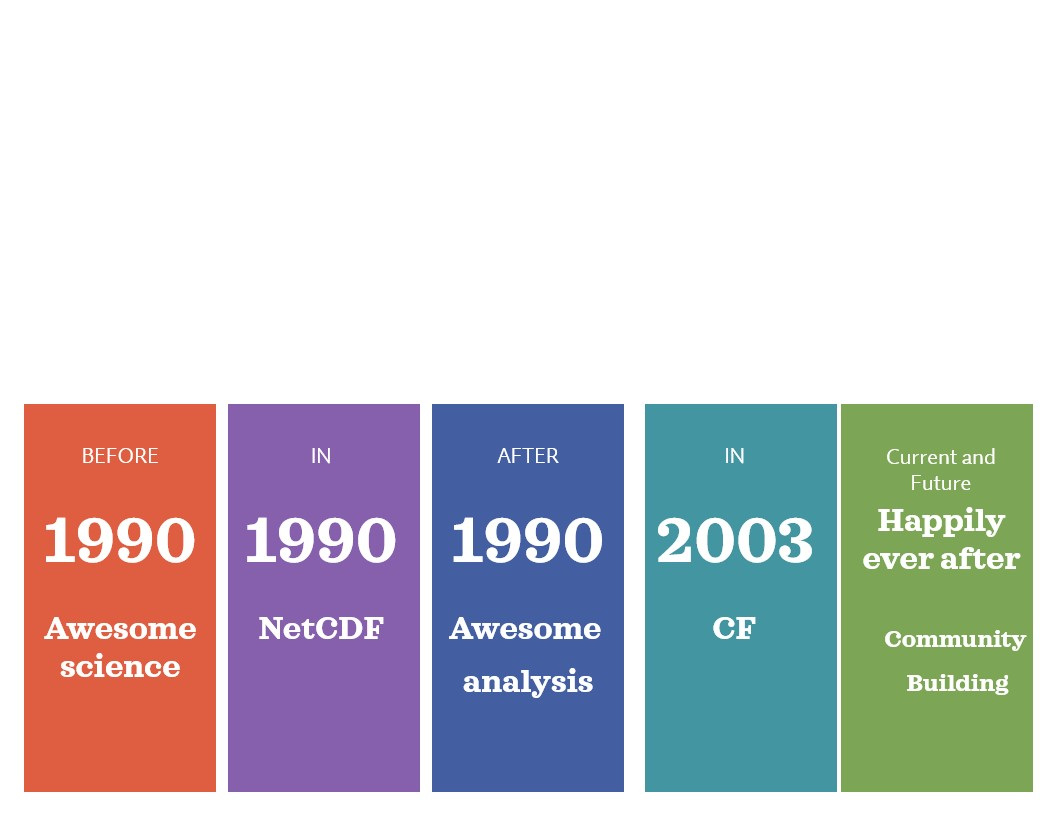 BEFORE
1990
Awesome
science
IN
1990
NetCDF
AFTER
1990
Awesome
analysis
IN
2003
CF
Current and
Future
Happily
ever after
Community
Building